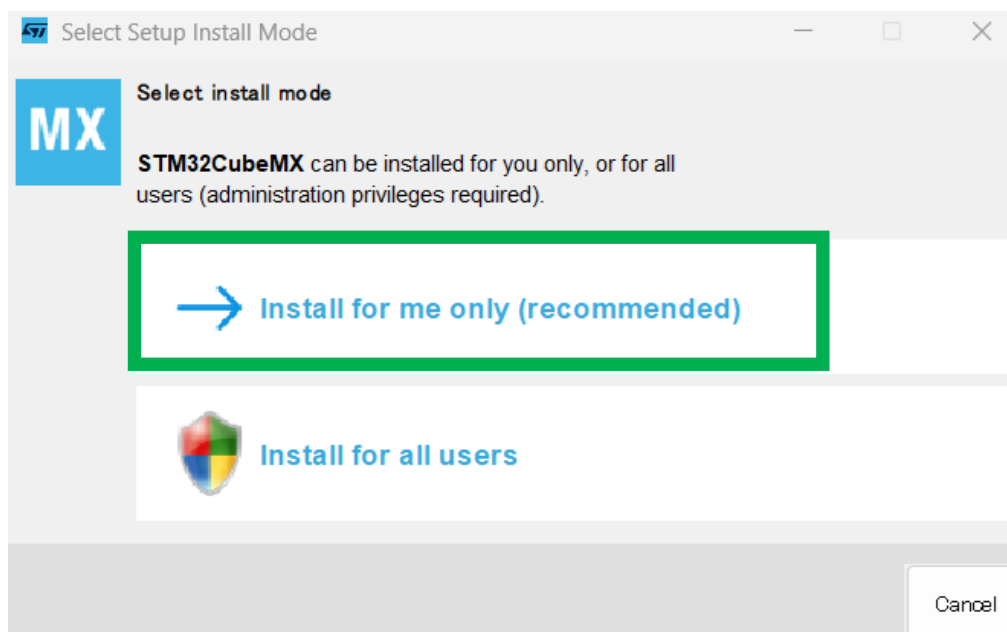 Select Setup Install Mode
MX
Select install mode
STM32CubeMX can be installed for you only, or for all
users (administration privileges required).
Install for me only (recommended)
Install for all users
Cancel